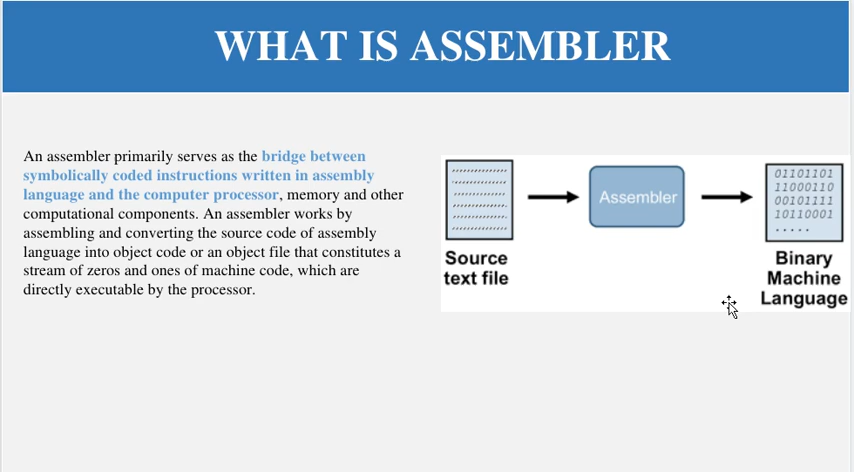 WHAT IS ASSEMBLER
An assembler primarily serves as the bridge between
symbolically coded instructions written in assembly
language and the computer processor, memory and other
computational components. An assembler works by
assembling and converting the source code of assembly
language into object code or an object file that constitutes a
stream of zeros and ones of machine code, which are
directly executable by the processor.
Assembler
01101101
11000110
00101111
10110001
.....
Source
text file
Binary
Machine
Language